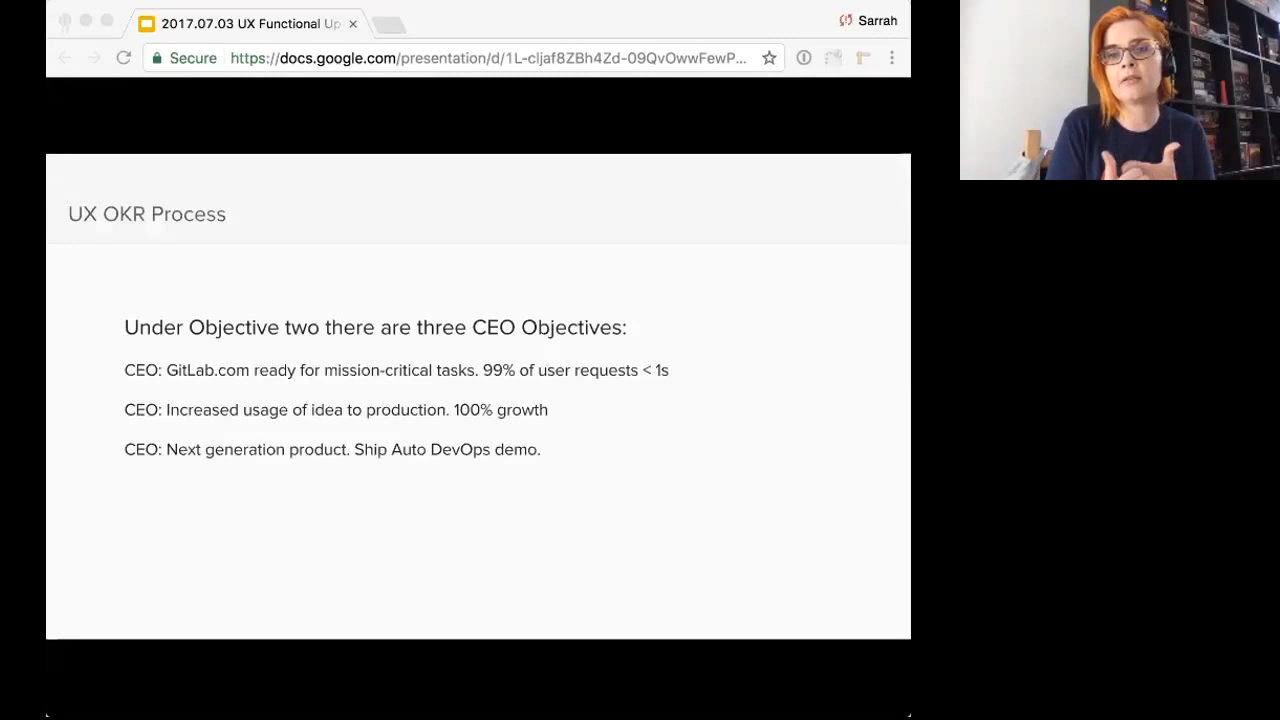 2017.07.03 UX Functional Up
Sarrah
Secure
https://docs.google.com/presentation/d/1L-cljaf8ZBh4Zd-09QvOwwFewP...
UX OKR Process
Under Objective two there are three CEO Objectives:
CEO: GitLab.com ready for mission-critical tasks. 99% of user requests < 1s
CEO: Increased usage of idea to production. 100% growth
CEO: Next generation product. Ship Auto DevOps demo.